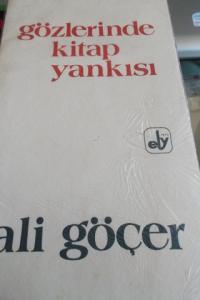 gözlerinde
kitap
yankısı
ely
ali göçer